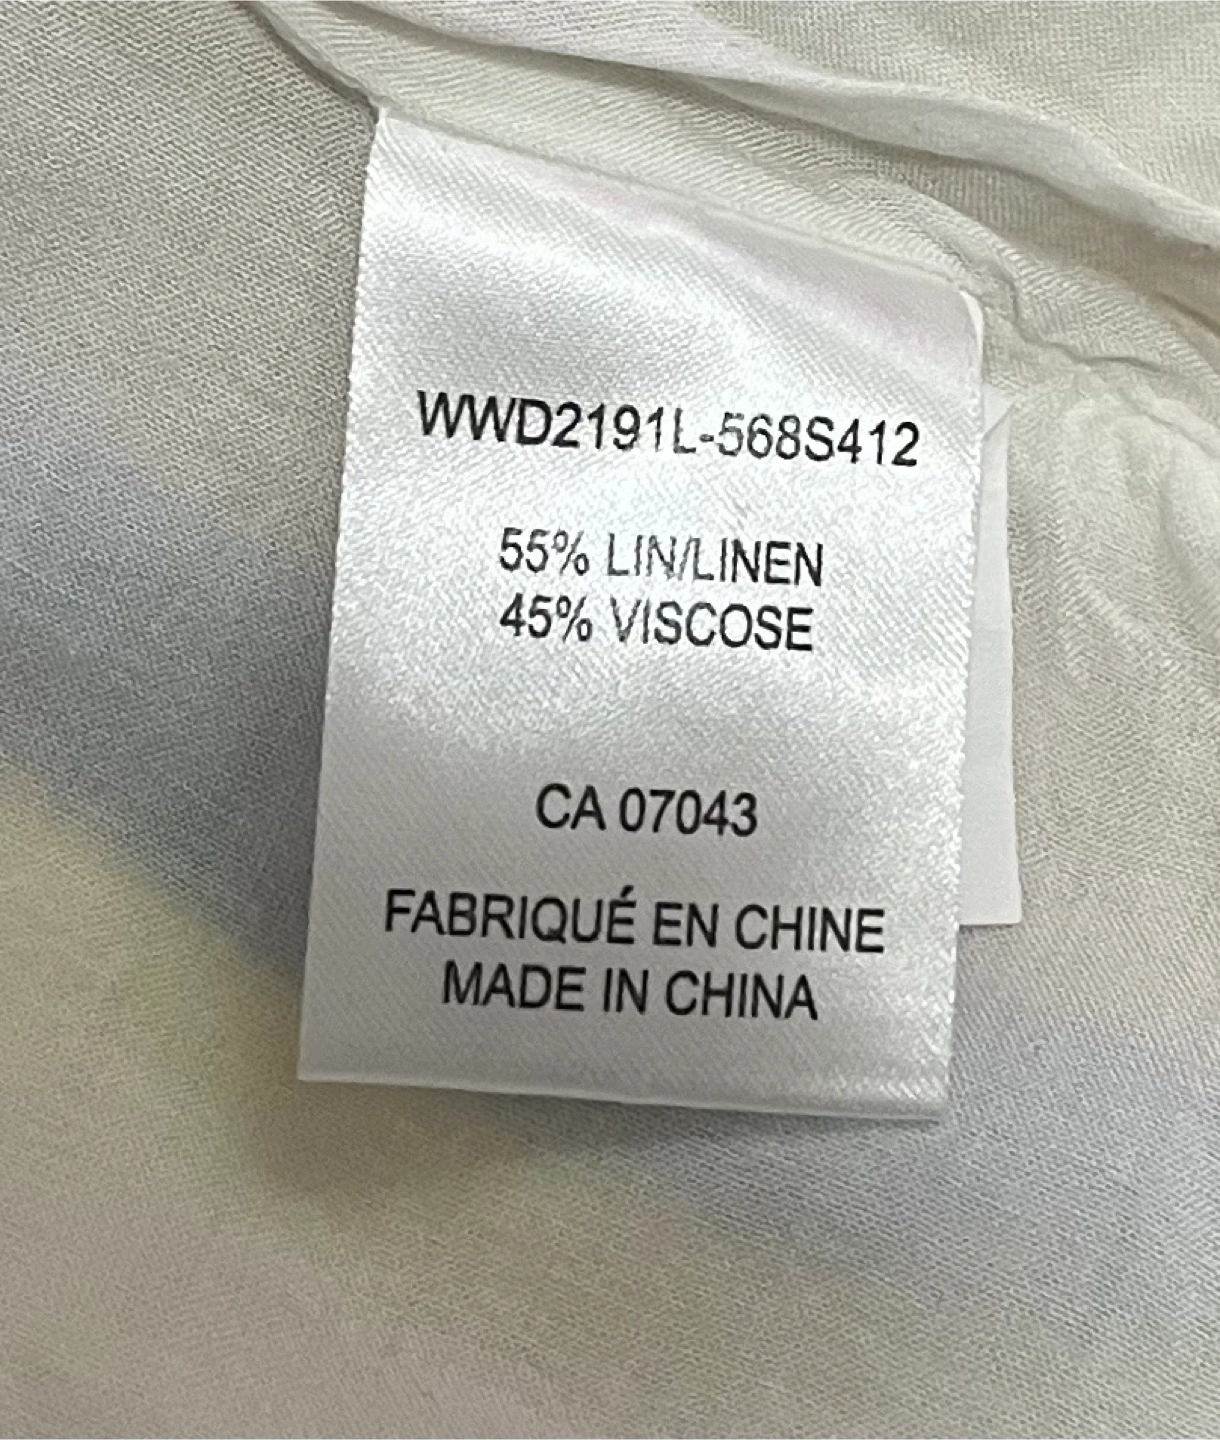 WWD2191L-568S412
55% LIN/LINEN
45% VISCOSE
CA 07043
FABRIQUÉ EN CHINE
MADE IN CHINA